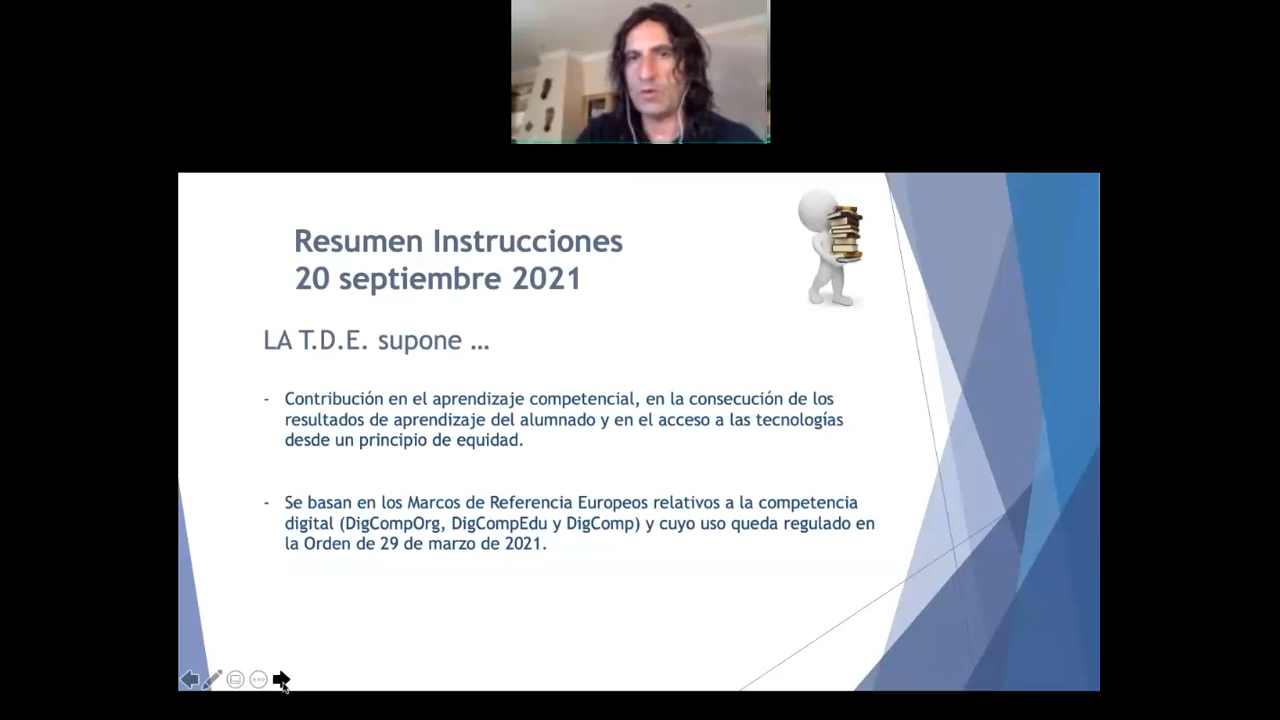 Resumen Instrucciones
20 septiembre 2021
LA T.D.E. supone ...
- Contribución en el aprendizaje competencial, en la consecución de los
resultados de aprendizaje del alumnado y en el acceso a las tecnologías
desde un principio de equidad.
- Se basan en los Marcos de Referencia Europeos relativos a la competencia
digital (DigCompOrg, DigCompEdu y DigComp) y cuyo uso queda regulado en
la Orden de 29 de marzo de 2021.